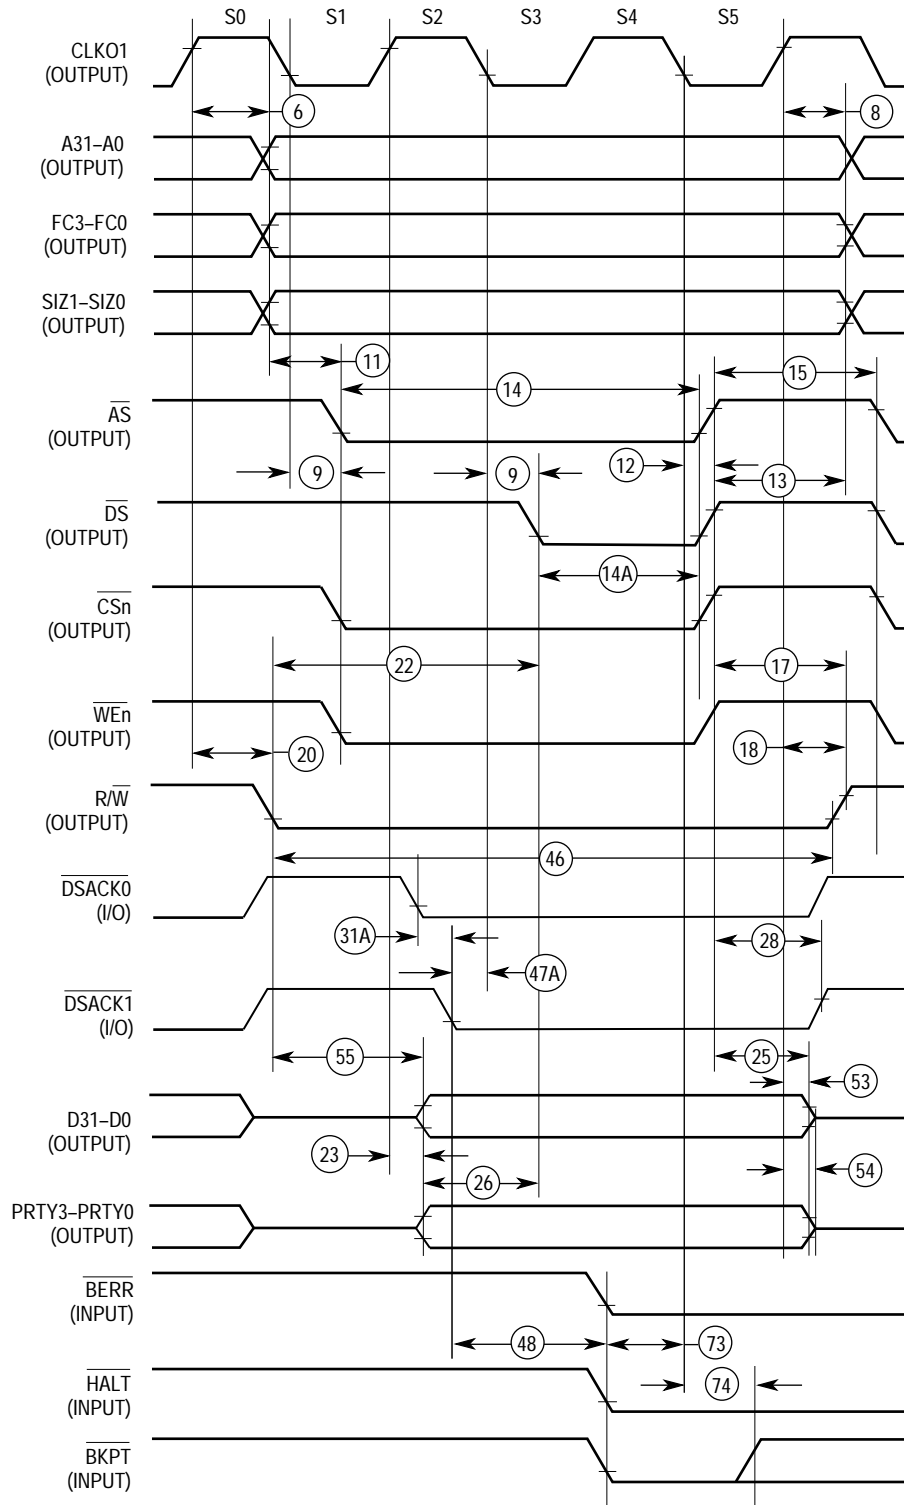 S0 S1 S2 S3 S4 S5
CLKO1
(OUTPUT)
6 8
A31–A0
(OUTPUT)
FC3–FC0
(OUTPUT)
SIZ1–SIZ0
(OUTPUT)
11
15
14
AS
(OUTPUT)
9 9 12
13
DS
(OUTPUT)
14A
CSn
(OUTPUT)
22 17
WEn
(OUTPUT)
20 18
R/W
(OUTPUT)
46
DSACK0
(I/O)
31A 28
47A
DSACK1
(I/O)
55 25
53
D31–D0
(OUTPUT)
23
54
26
PRTY3–PRTY0
(OUTPUT)
BERR
(INPUT)
48 73
74
HALT
(INPUT)
BKPT
(INPUT)